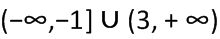 (−∞,−1] ∪ (3, + ∞)